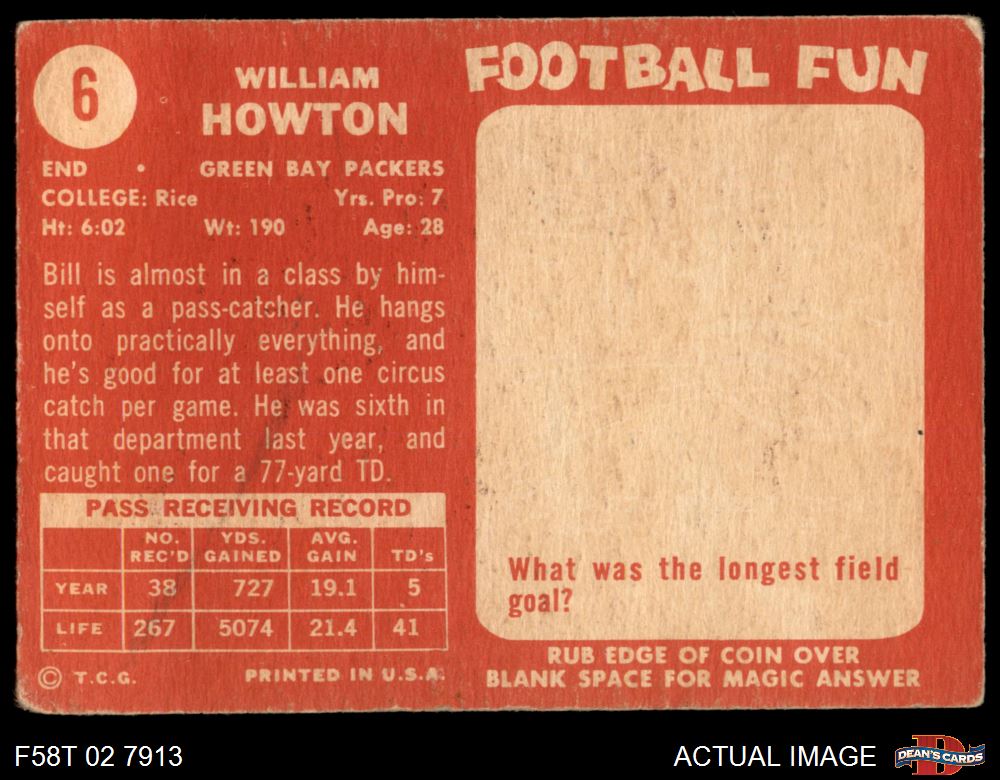 6
WILLIAM
HOWTON
END • GREEN BAY PACKERS
COLLEGE: Rice Yrs. Pro: 7
Ht: 6:02 Wt: 190 Age: 28
Bill is almost in a class by him-
self as a pass-catcher. He hangs
onto practically everything, and
he's good for at least one circus
catch per game. He was sixth in
that department last year, and
caught one for a 77-yard TD.
PASS RECEIVING RECORD
NO. REC'D YDS. GAINED AVG. GAIN TD's
YEAR 38 727 19.1 5
LIFE 267 5074 21.4 41
© T.C.G. PRINTED IN U.S.A.
FOOTBALL FUN
What was the longest field
goal?
RUB EDGE OF COIN OVER
BLANK SPACE FOR MAGIC ANSWER
F58T 02 7913 ACTUAL IMAGE DEAN'S CARDS